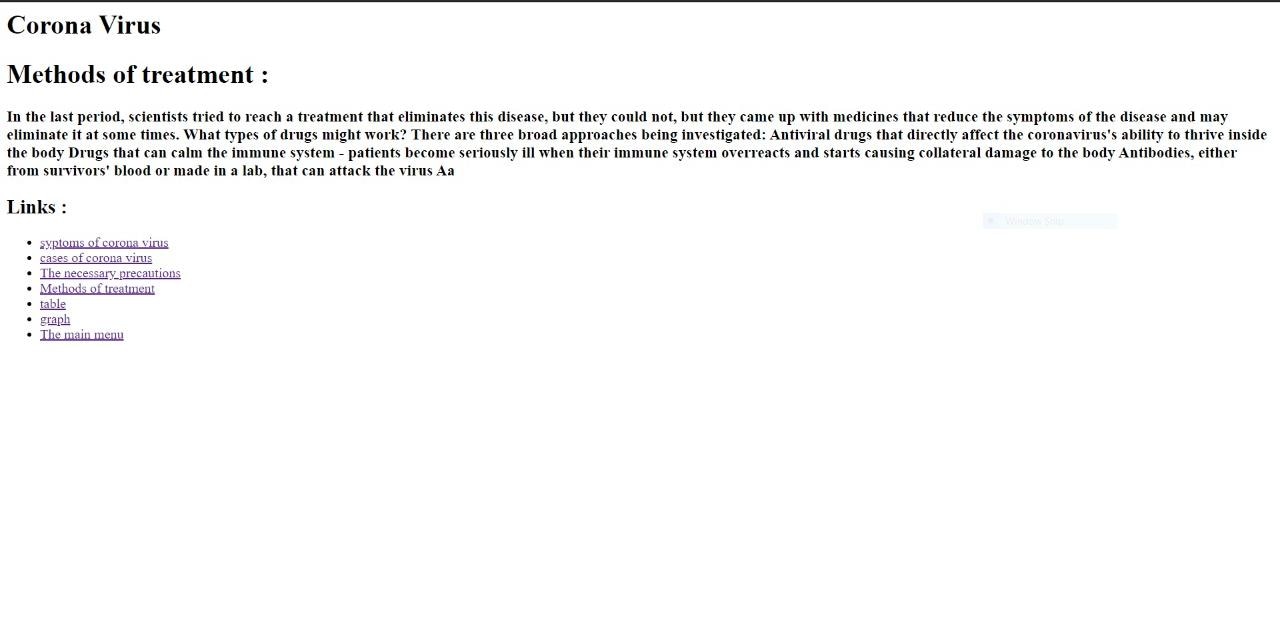 Corona Virus
Methods of treatment :
In the last period, scientists tried to reach a treatment that eliminates this disease, but they could not, but they came up with medicines that reduce the symptoms of the disease and may
eliminate it at some times. What types of drugs might work? There are three broad approaches being investigated: Antiviral drugs that directly affect the coronavirus's ability to thrive inside
the body Drugs that can calm the immune system - patients become seriously ill when their immune system overreacts and starts causing collateral damage to the body Antibodies, either
from survivors' blood or made in a lab, that can attack the virus Aa
Links :
Window Snip
syptoms of corona virus
cases of corona virus
The necessary precautions
Methods of treatment
table
graph
The main menu